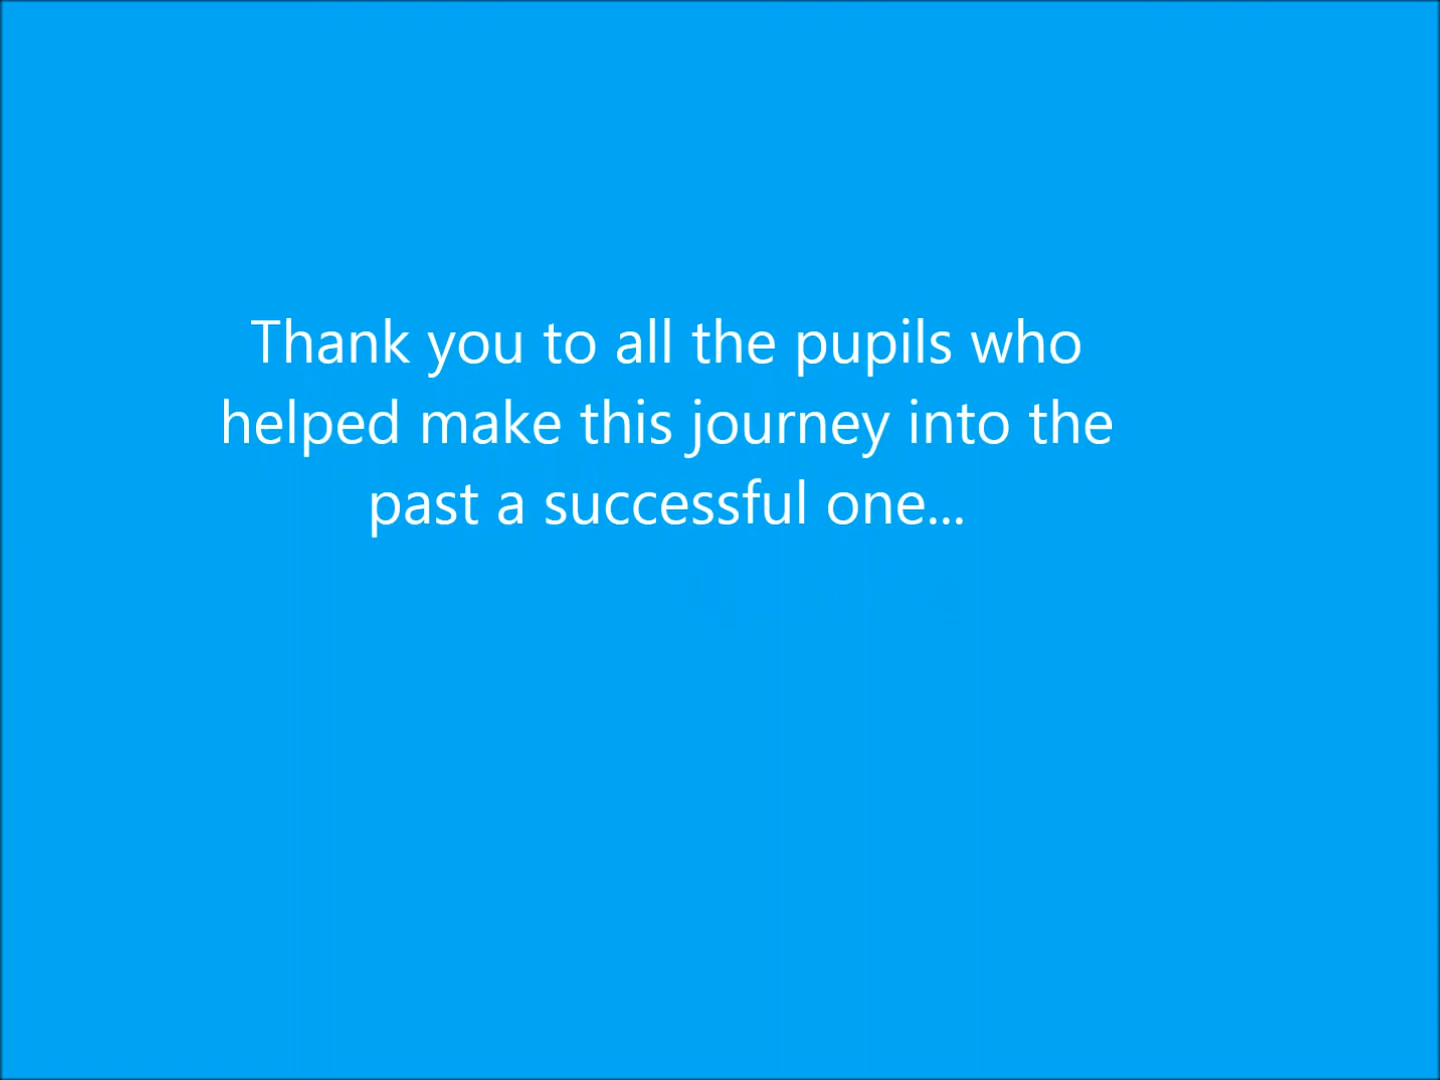 Thank you to all the pupils who
helped make this journey into the
past a successful one...